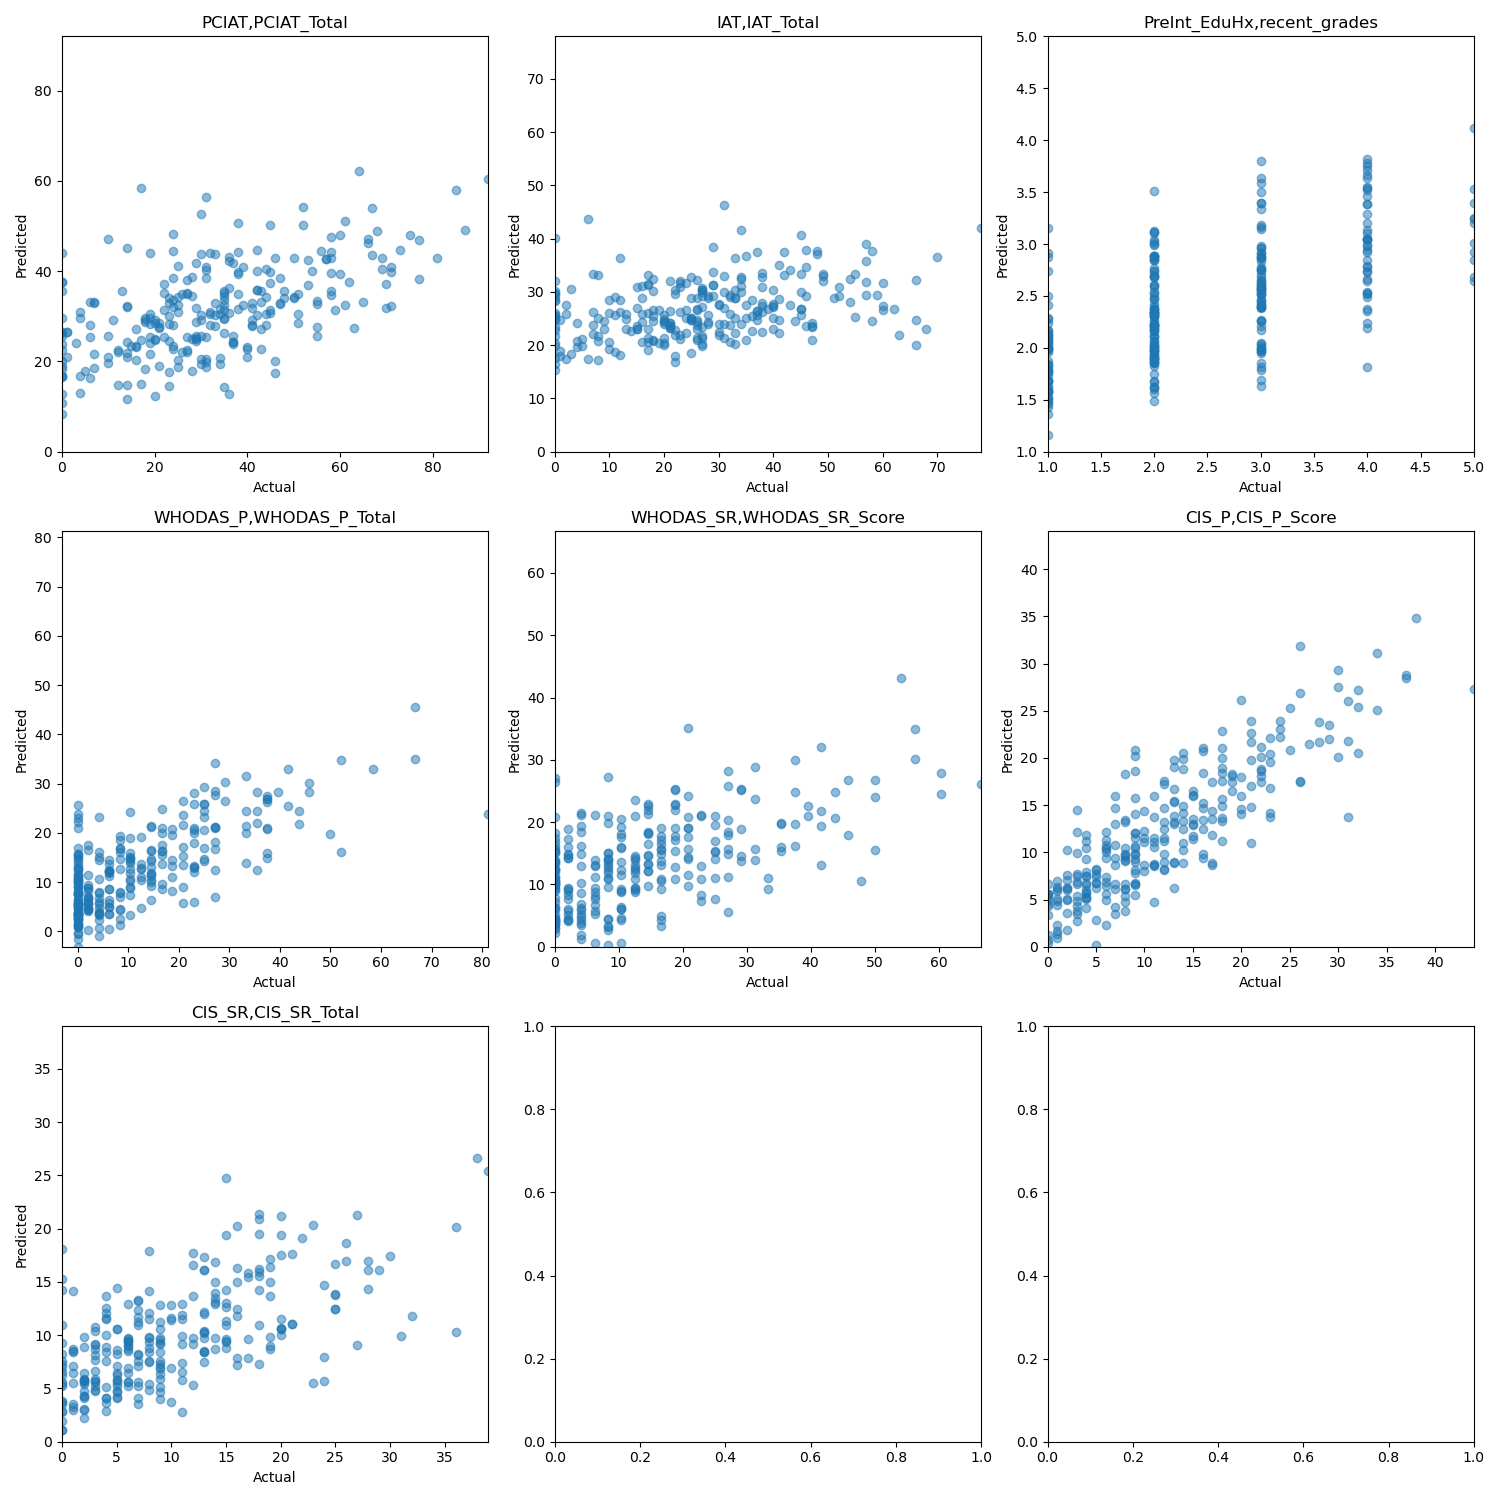 PCIAT,PCIAT_Total
80
60
40
20
0
Predicted
0 20 40 60 80
Actual
IAT,IAT_Total
70
60
50
40
30
20
10
0
Predicted
0 10 20 30 40 50 60 70
Actual
PreInt_EduHx,recent_grades
5.0
4.5
4.0
3.5
3.0
2.5
2.0
1.5
1.0
Predicted
1.0 1.5 2.0 2.5 3.0 3.5 4.0 4.5 5.0
Actual
WHODAS_P,WHODAS_P_Total
80
70
60
50
40
30
20
10
0
Predicted
0 10 20 30 40 50 60 70 80
Actual
WHODAS_SR,WHODAS_SR_Score
60
50
40
30
20
10
0
Predicted
0 10 20 30 40 50 60
Actual
CIS_P,CIS_P_Score
40
35
30
25
20
15
10
5
0
Predicted
0 5 10 15 20 25 30 35 40
Actual
CIS_SR,CIS_SR_Total
35
30
25
20
15
10
5
0
Predicted
0 5 10 15 20 25 30 35
Actual
1.0
0.8
0.6
0.4
0.2
0.0
0.0 0.2 0.4 0.6 0.8 1.0
1.0
0.8
0.6
0.4
0.2
0.0
0.0 0.2 0.4 0.6 0.8 1.0